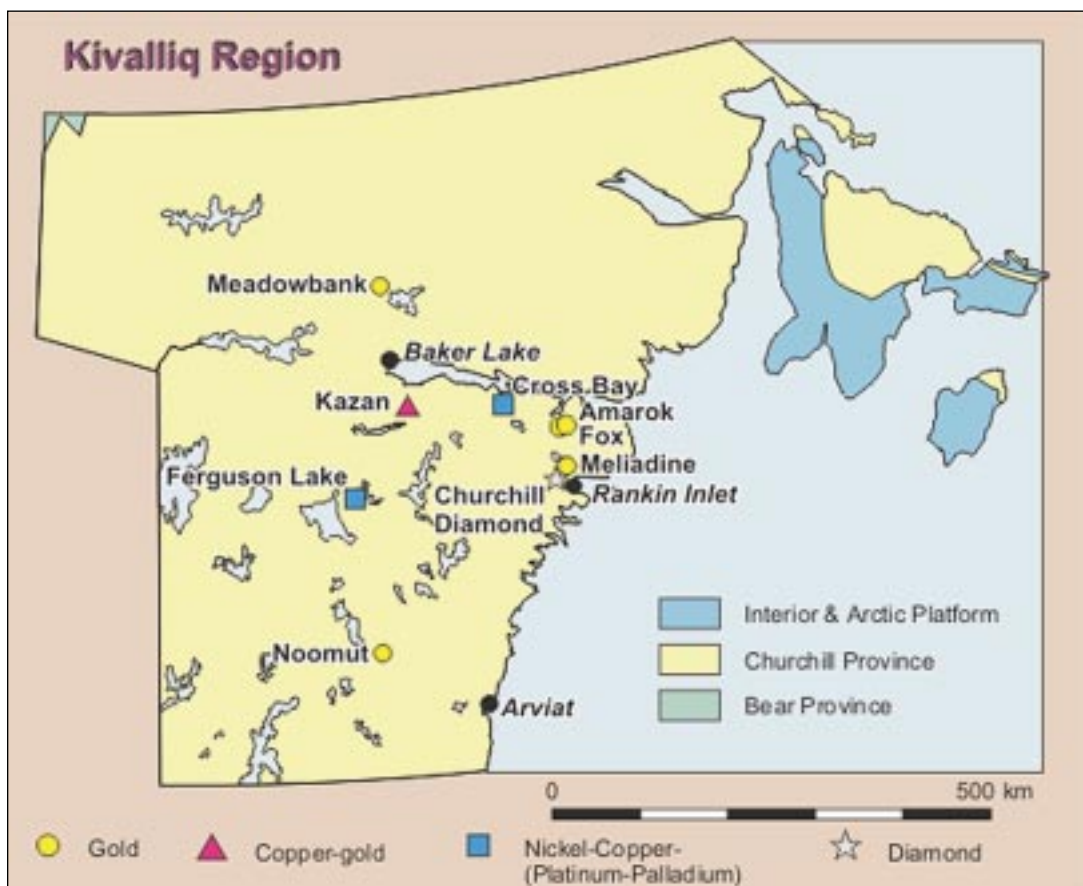 Kivalliq Region
Meadowbank
Baker Lake
Cross Bay
Kazan
Amarok
Fox
Meliadine
Ferguson Lake
Churchill
Diamond
Rankin Inlet
Noomut
Arviat
Interior & Arctic Platform
Churchill Province
Bear Province
0 500 km
Gold
Copper-gold
Nickel-Copper-
(Platinum-Palladium)
Diamond